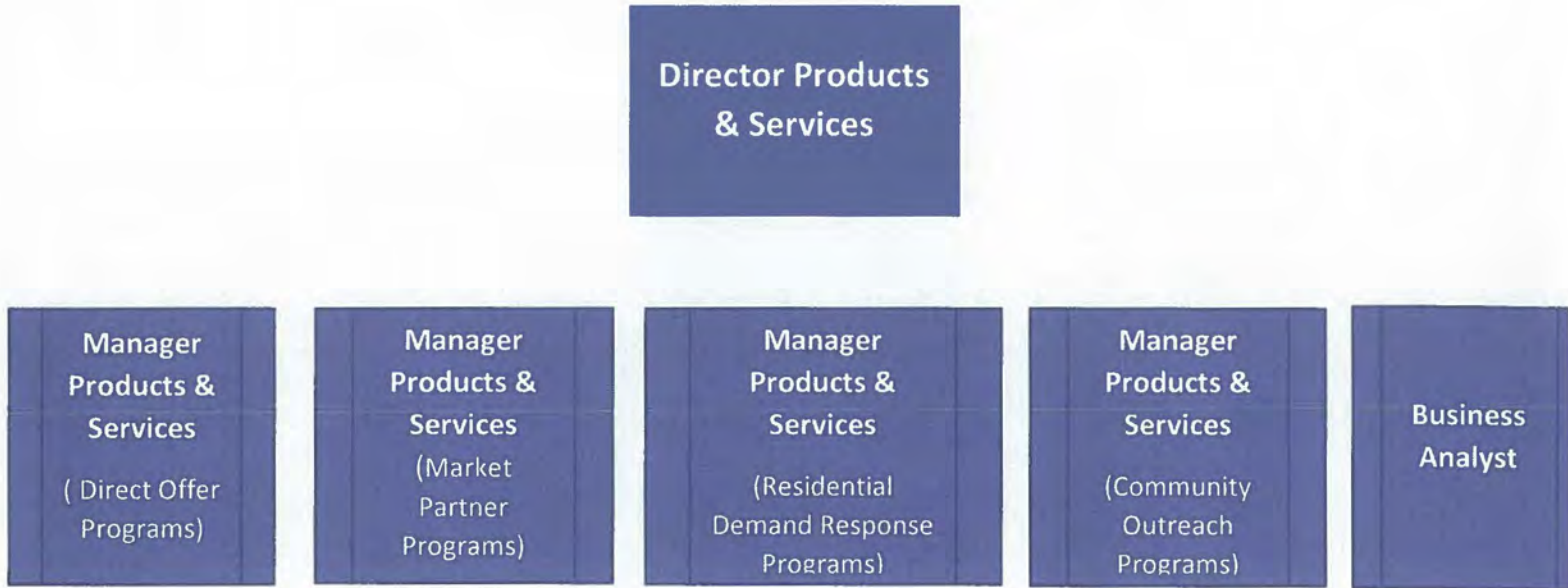 Director Products
& Services
Manager
Products &
Services
( Direct Offer
Programs)
Manager
Products &
Services
(Market
Partner
Programs)
Manager
Products &
Services
(Residential
Demand Response
Programs)
Manager
Products &
Services
(Community
Outreach
Programs)
Business
Analyst